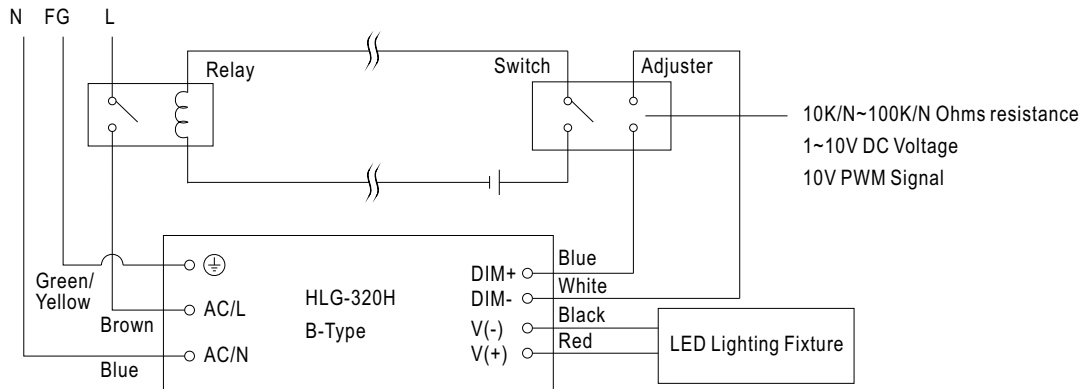 N FG L
Relay
Switch
Adjuster
10K/N~100K/N Ohms resistance
1~10V DC Voltage
10V PWM Signal
Green/
Yellow
Brown
Blue
AC/L
AC/N
HLG-320H
B-Type
DIM+
DIM-
V(-)
V(+)
Blue
White
Black
Red
LED Lighting Fixture